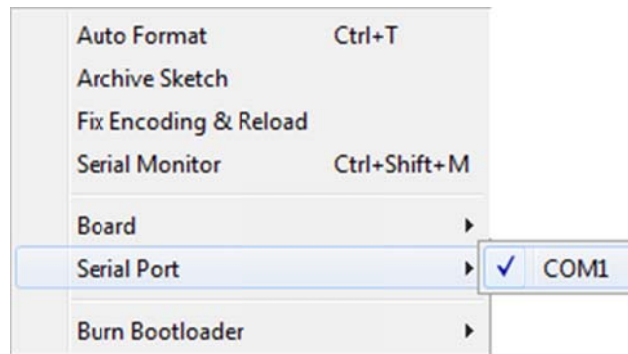 Auto Format Ctrl+T
Archive Sketch
Fix Encoding & Reload
Serial Monitor Ctrl+Shift+M
Board
Serial Port ✓ COM1
Burn Bootloader